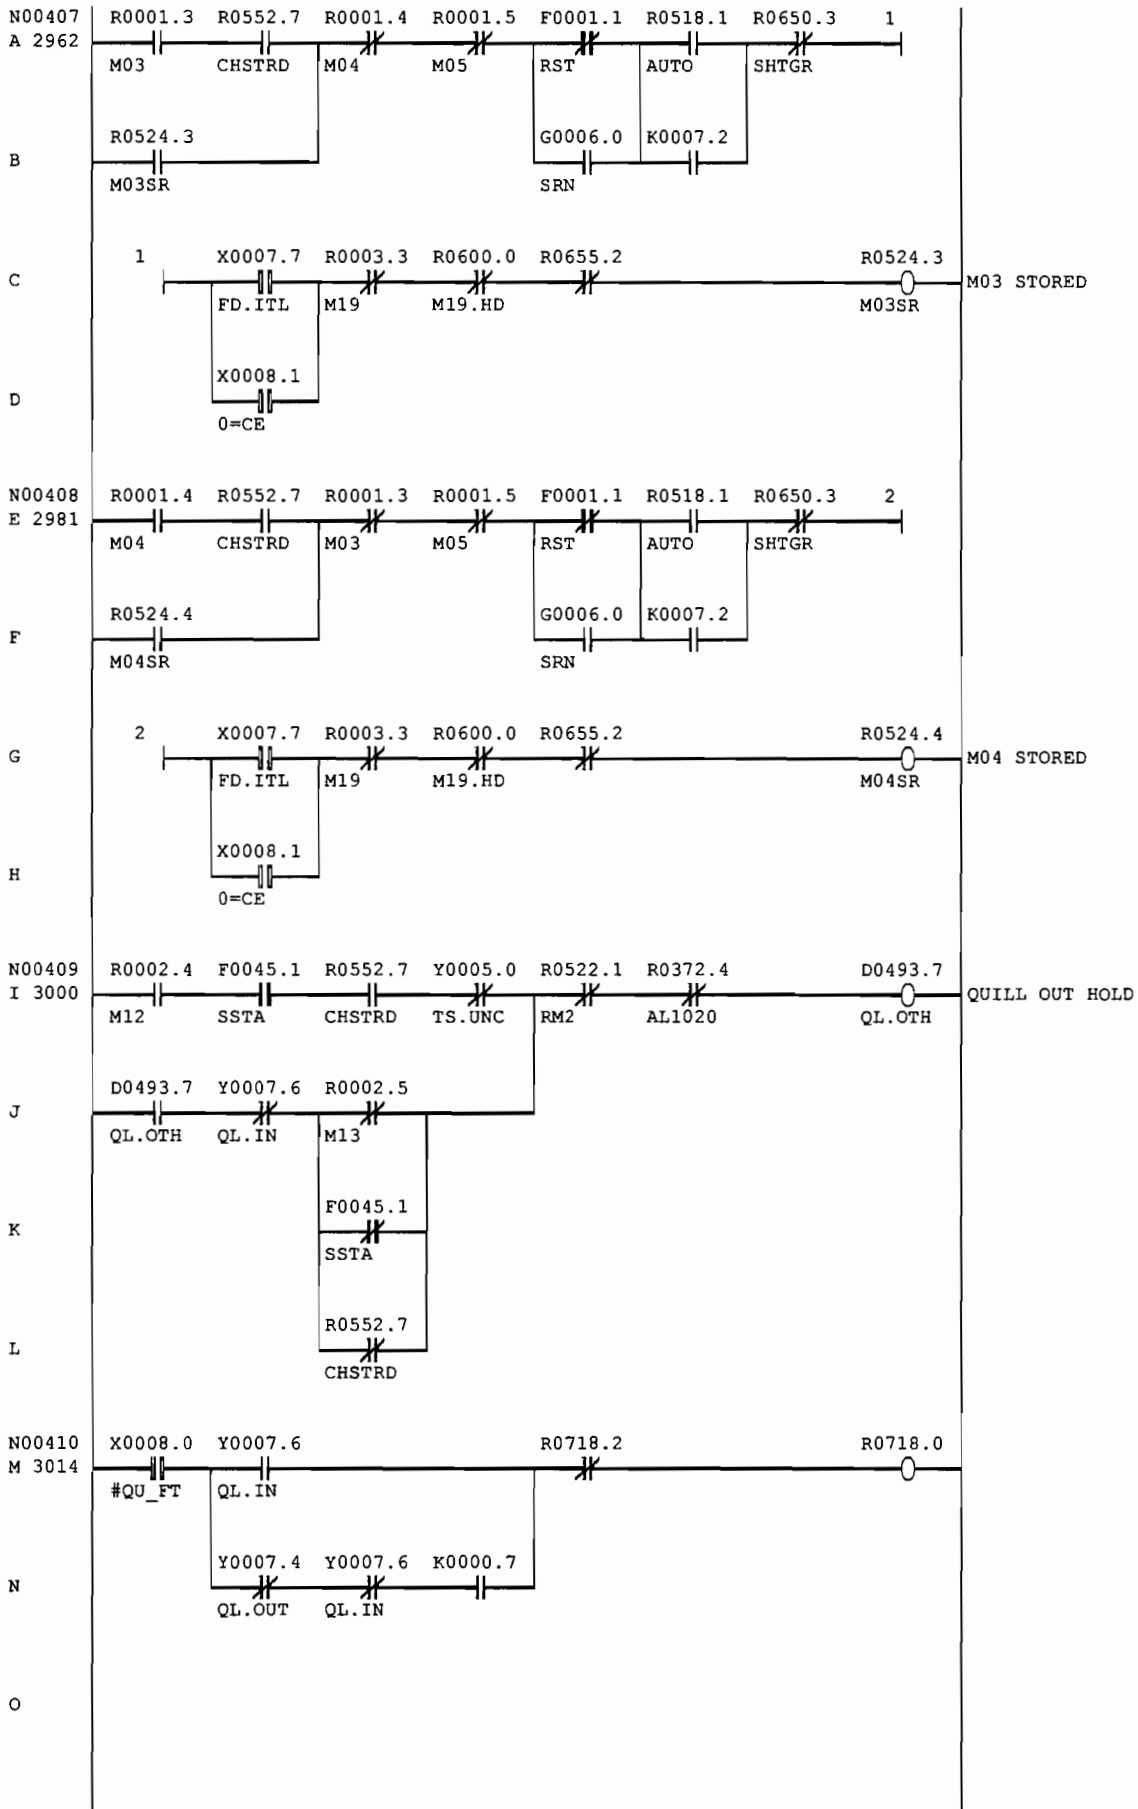 N00407 R0001.3 R0552.7 R0001.4 R0001.5 F0001.1 R0518.1 R0650.3 1
A 2962
M03 CHSTRD M04 M05 RST AUTO SHTGR
R0524.3 G0006.0 K0007.2
B
M03SR SRN
1 X0007.7 R0003.3 R0600.0 R0655.2 R0524.3
C M03 STORED
FD.ITL M19 M19.HD M03SR
X0008.1
D
0=CE
N00408 R0001.4 R0552.7 R0001.3 R0001.5 F0001.1 R0518.1 R0650.3 2
E 2981
M04 CHSTRD M03 M05 RST AUTO SHTGR
R0524.4 G0006.0 K0007.2
F
M04SR SRN
2 X0007.7 R0003.3 R0600.0 R0655.2 R0524.4
G M04 STORED
FD.ITL M19 M19.HD M04SR
X0008.1
H
0=CE
N00409 R0002.4 F0045.1 R0552.7 Y0005.0 R0522.1 R0372.4 D0493.7
I 3000 QUILL OUT HOLD
M12 SSTA CHSTRD TS.UNC RM2 AL1020 QL.OTH
D0493.7 Y0007.6 R0002.5
J
QL.OTH QL.IN M13
F0045.1
K
SSTA
R0552.7
L
CHSTRD
N00410 X0008.0 Y0007.6 R0718.2 R0718.0
M 3014
#QU_FT QL.IN
Y0007.4 Y0007.6 K0000.7
N
QL.OUT QL.IN
O